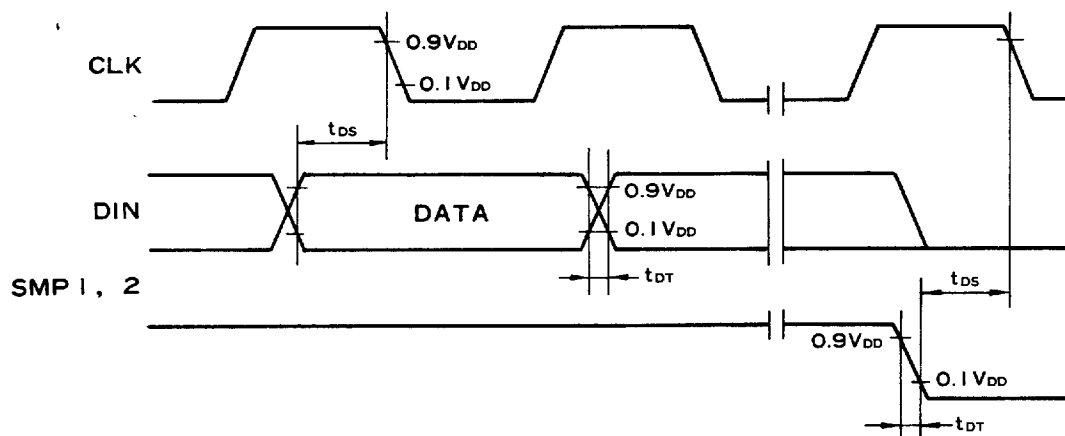 CLK
0.9VDD
0.1VDD
tDS
DIN
DATA
0.9VDD
0.1VDD
tDT
SMP1, 2
tDS
0.9VDD
0.1VDD
tDT